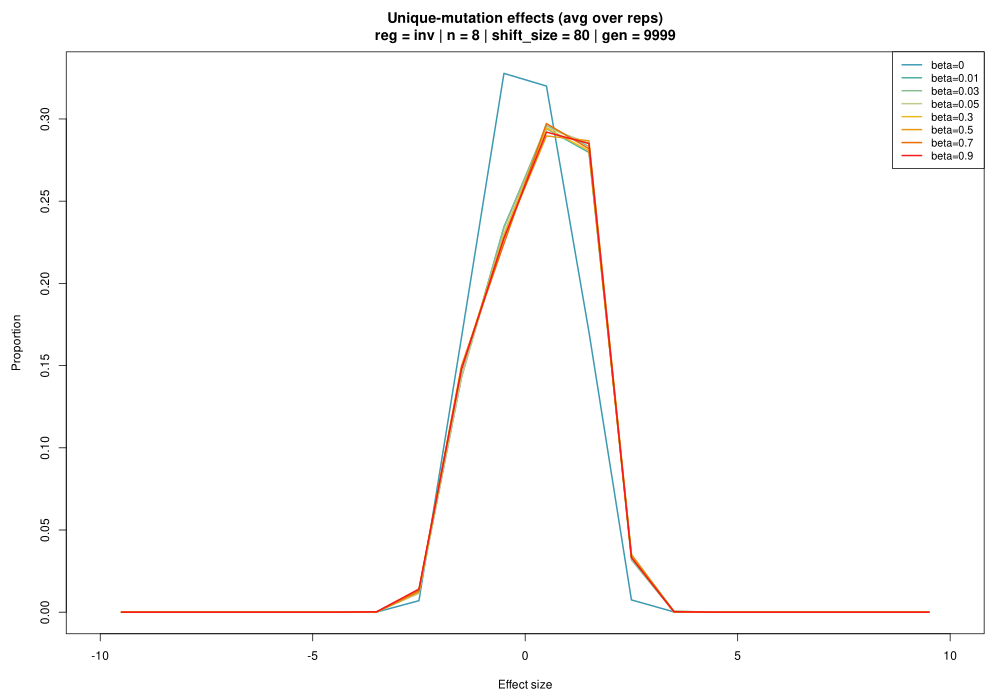 Unique-mutation effects (avg over reps)
reg = inv | n = 8 | shift_size = 80 | gen = 9999
beta=0
beta=0.01
beta=0.03
beta=0.05
beta=0.3
beta=0.5
beta=0.7
beta=0.9
Proportion
0.30
0.25
0.20
0.15
0.10
0.05
0.00
-10
-5
0
5
10
Effect size